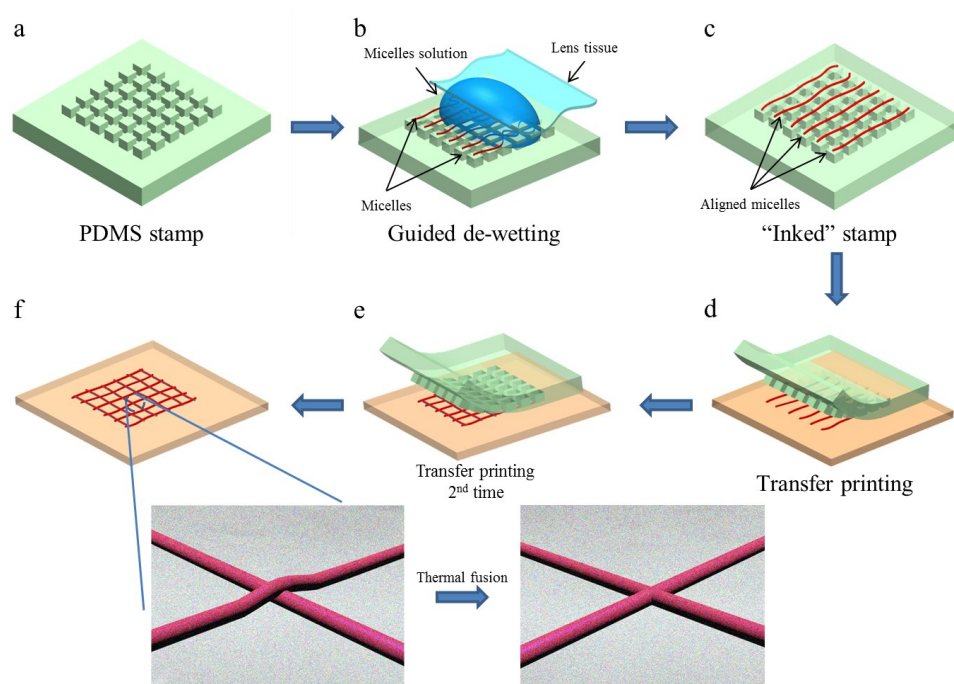 a
b
c
Micelles solution
Lens tissue
Micelles
Aligned micelles
PDMS stamp
Guided de-wetting
“Inked” stamp
f
e
d
Transfer printing
2nd time
Transfer printing
Thermal fusion